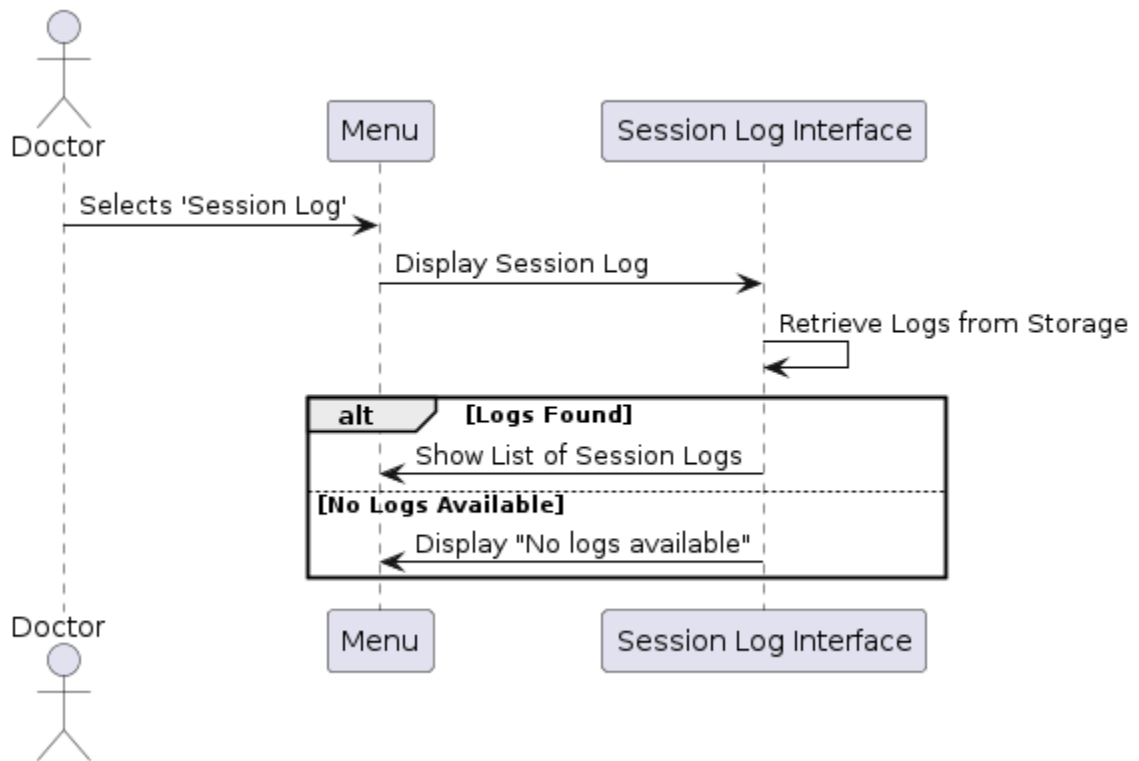 Doctor
Menu
Session Log Interface
Selects 'Session Log'
Display Session Log
Retrieve Logs from Storage
alt [Logs Found]
Show List of Session Logs
[No Logs Available]
Display "No logs available"
Doctor
Menu
Session Log Interface